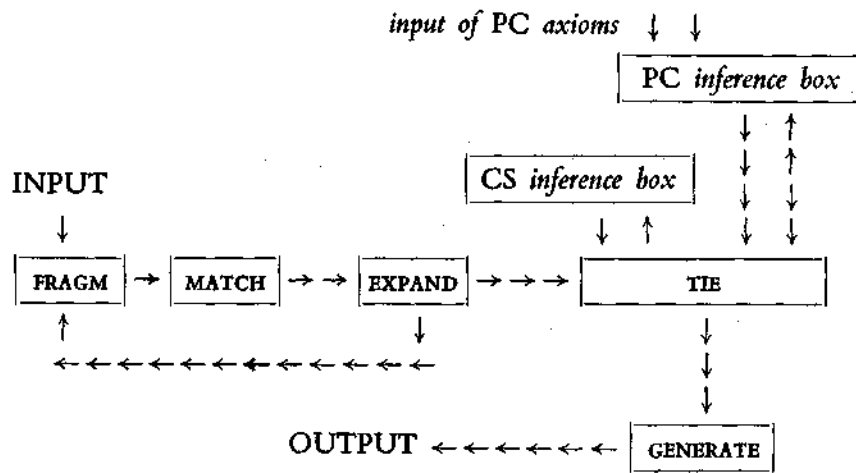 input of PC axioms
PC inference box
CS inference box
INPUT
FRAGM
MATCH
EXPAND
TIE
OUTPUT
GENERATE